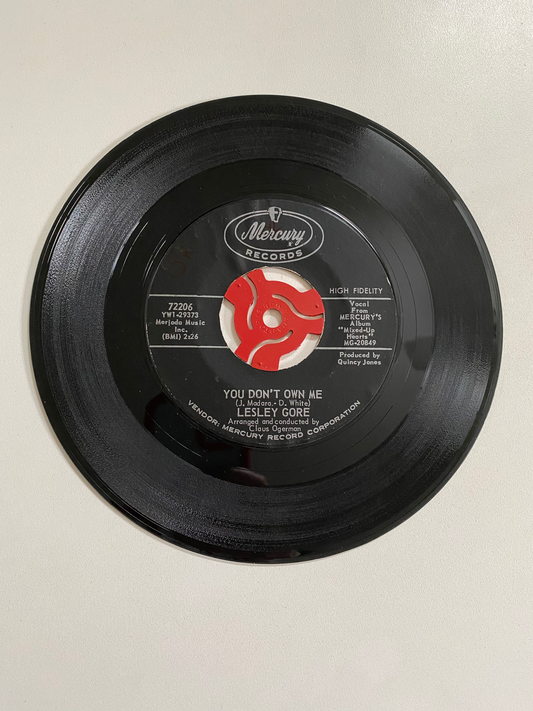 Mercury
RECORDS
HIGH FIDELITY
72206
YW1-29373
Merjoda Music
Inc.
(BMI) 2:26
Vocal
From
MERCURY'S
Album
"Mixed-Up
Hearts"
MG-20849
Produced by
Quincy Jones
YOU DON'T OWN ME
(J. Madara - D. White)
LESLEY GORE
Arranged and conducted by
Claus Ogerman
VENDOR: MERCURY RECORD CORPORATION